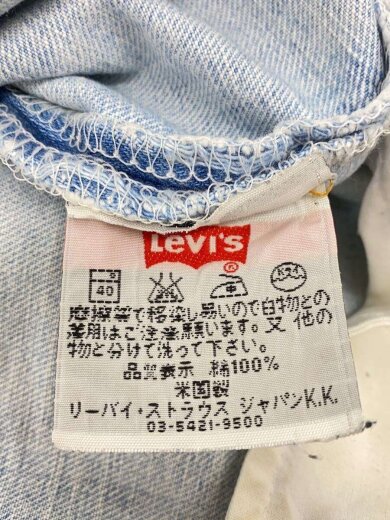 Levi's
®
40 ドライ
摩擦等で移染し易いので白物との
着用はご注意願います。又 他の
物と分けて洗って下さい。
品質表示 綿100%
米国製
リーバイ・ストラウス ジャパンK.K.
03-5421-9500